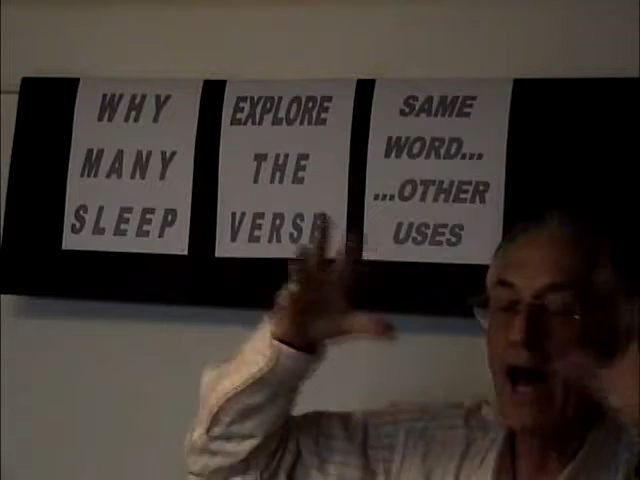 WHY
MANY
SLEEP
EXPLORE
THE
VERSE
SAME
WORD...
...OTHER
USES